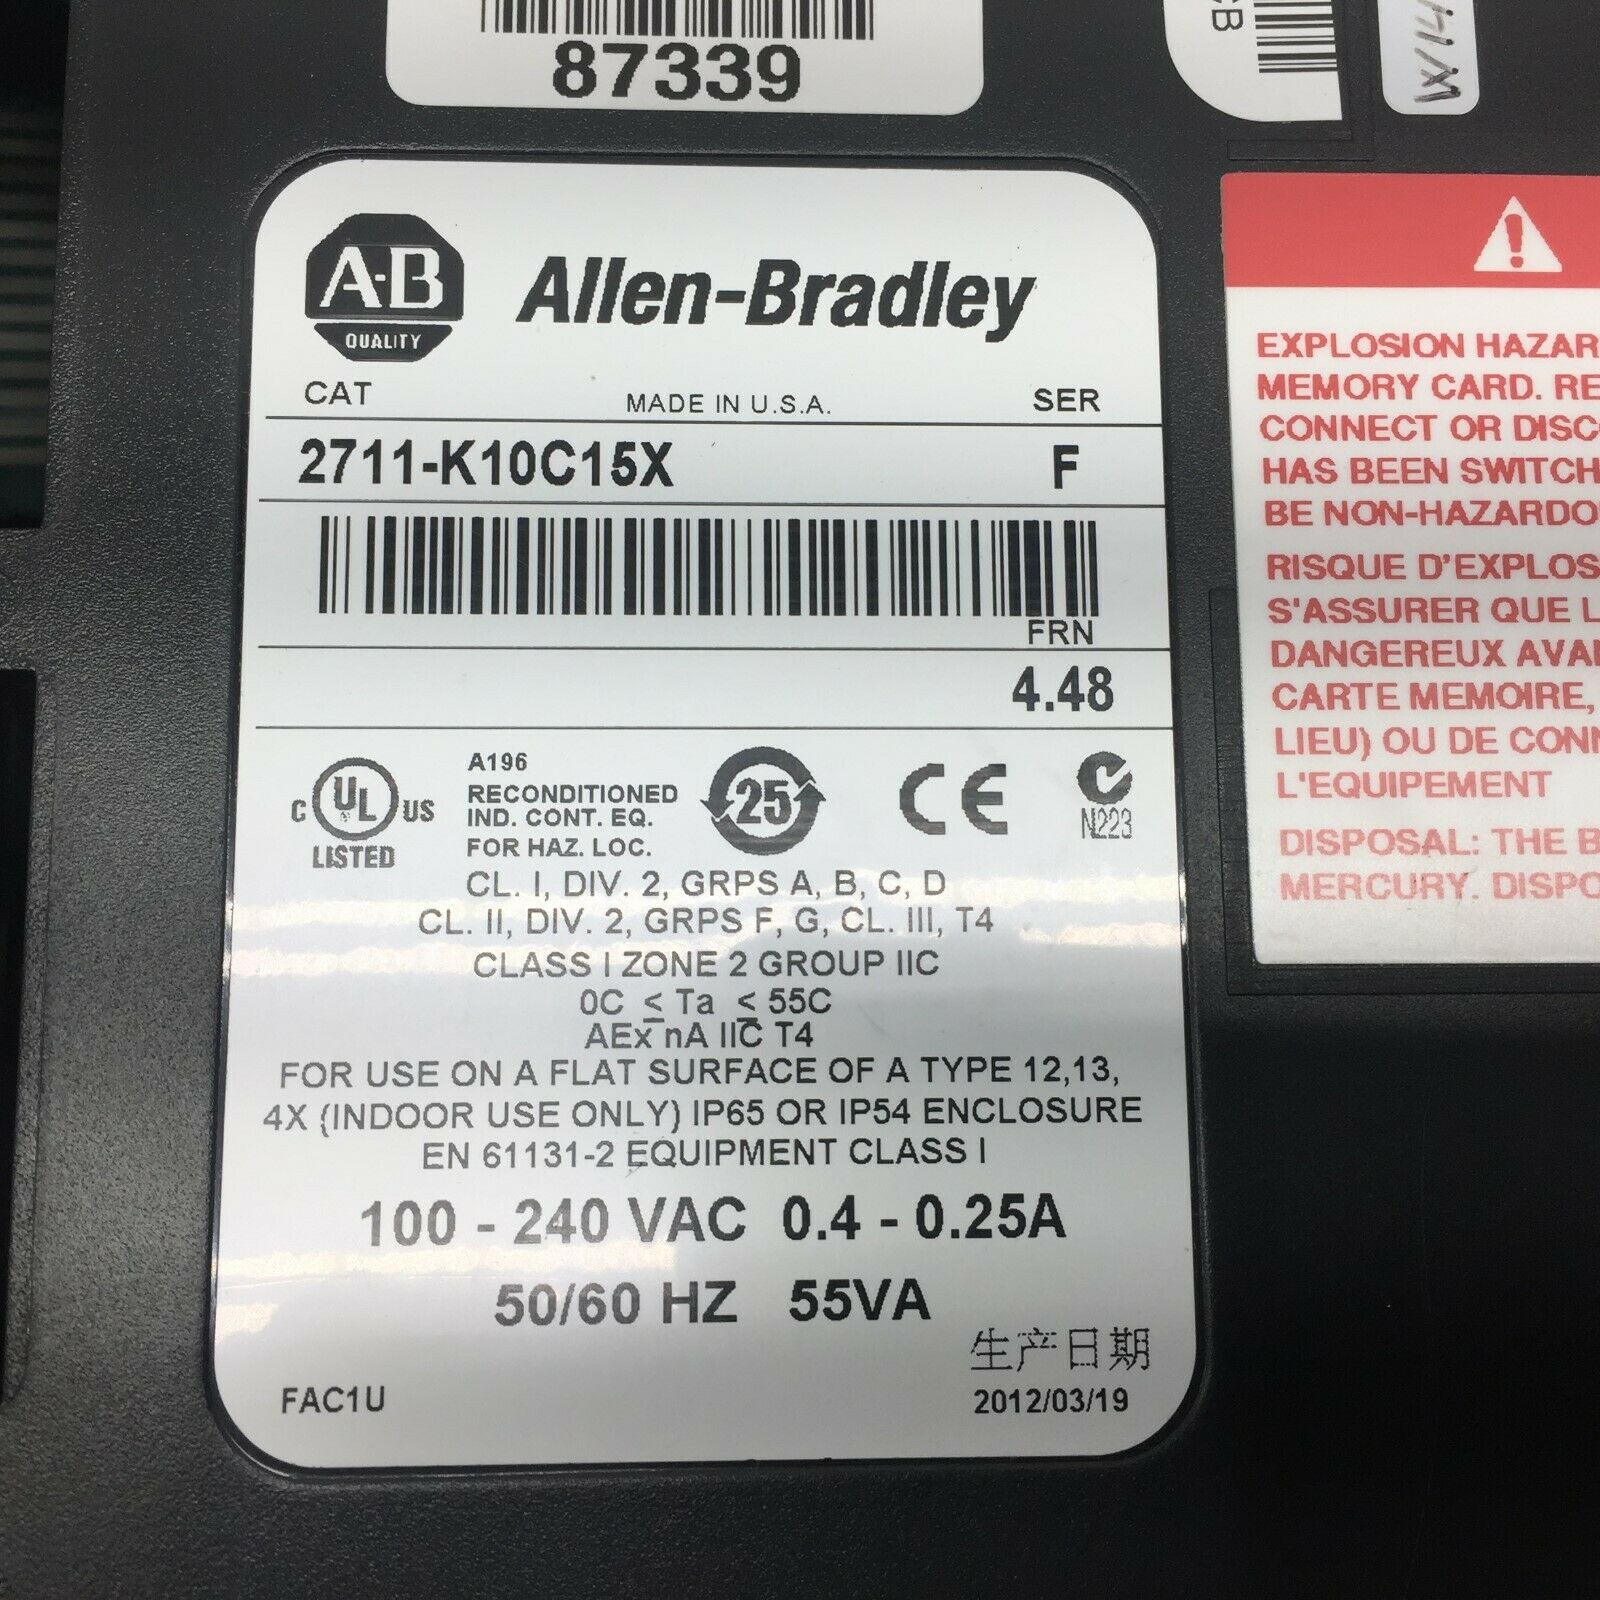 87339
CB
A-B
QUALITY
Allen-Bradley
CAT MADE IN U.S.A. SER
2711-K10C15X F
FRN
4.48
C UL US
LISTED
A196
RECONDITIONED
IND. CONT. EQ.
FOR HAZ. LOC.
25
CE
N223
CL. I, DIV. 2, GRPS A, B, C, D
CL. II, DIV. 2, GRPS F, G, CL. III, T4
CLASS I ZONE 2 GROUP IIC
0C ≤ Ta ≤ 55C
AEx nA IIC T4
FOR USE ON A FLAT SURFACE OF A TYPE 12,13,
4X (INDOOR USE ONLY) IP65 OR IP54 ENCLOSURE
EN 61131-2 EQUIPMENT CLASS I
100 - 240 VAC 0.4 - 0.25A
50/60 HZ 55VA
生产日期
FAC1U 2012/03/19
EXPLOSION HAZAR
MEMORY CARD. RE
CONNECT OR DISC
HAS BEEN SWITCH
BE NON-HAZARDO
RISQUE D'EXPLOS
S'ASSURER QUE L
DANGEREUX AVA
CARTE MEMOIRE,
LIEU) OU DE CON
L'EQUIPEMENT
DISPOSAL: THE B
MERCURY. DISPO